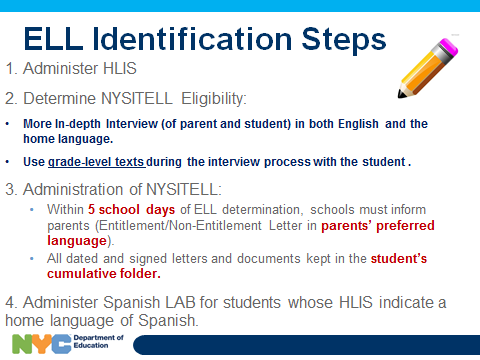 ELL Identification Steps
1. Administer HLIS
2. Determine NYSITELL Eligibility:
• More In-depth Interview (of parent and student) in both English and the
home language.
• Use grade-level texts during the interview process with the student .
3. Administration of NYSITELL:
• Within 5 school days of ELL determination, schools must inform
parents (Entitlement/Non-Entitlement Letter in parents' preferred
language).
• All dated and signed letters and documents kept in the student's
cumulative folder.
4. Administer Spanish LAB for students whose HLIS indicate a
home language of Spanish.
NYC Department of
Education